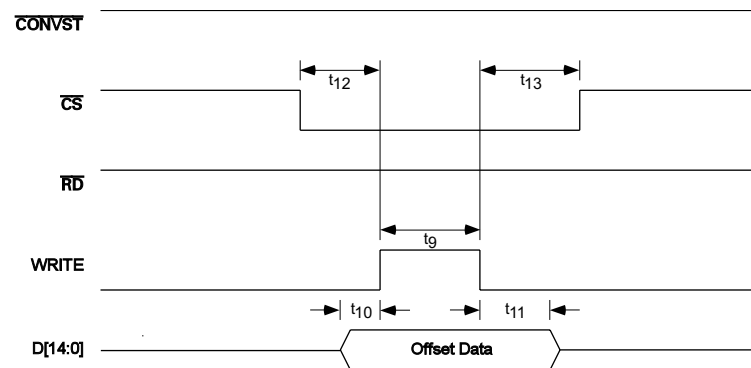 CONVST
t12
t13
CS
RD
t9
WRITE
t10
t11
D[14:0]
Offset Data